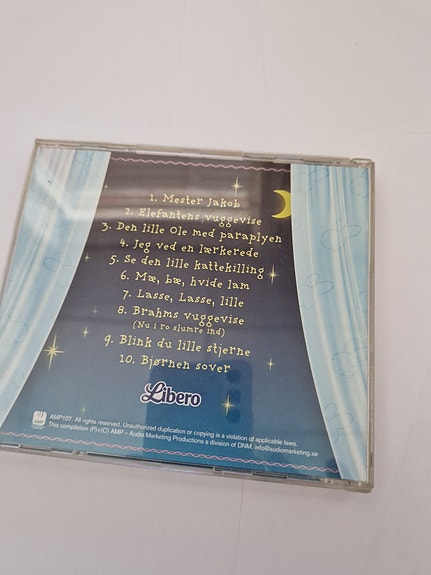 1. Mester Jakob
2. Elefantens vuggevise
3. Den lille Ole med paraplyen
4. Jeg ved en lærkerede
5. Se den lille kattekilling
6. Mæ, bæ, hvide lam
7. Lasse, Lasse, lille
8. Brahms vuggevise
(Nu i ro slumre ind)
9. Blink du lille stjerne
10. Bjørnen sover
Libero
AMP107. All rights reserved. Unauthorized duplication or copying is a violation of applicable laws.
This compilation (P)+(C) AMP – Audio Marketing Productions a division of DNM. info@audiomarketing.se